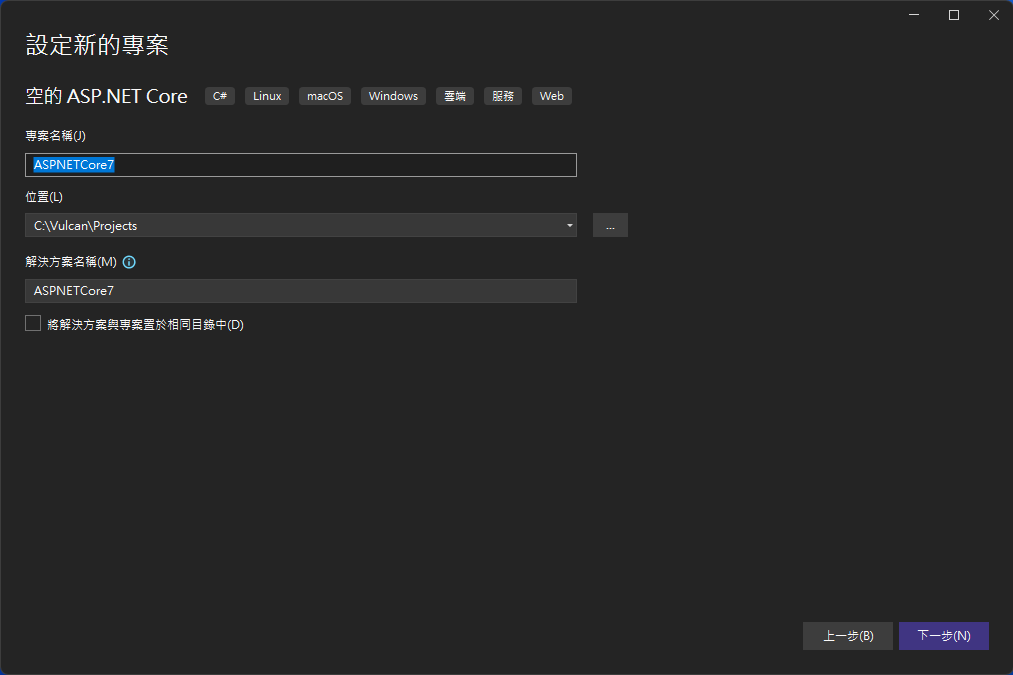 設定新的專案
空的 ASP.NET Core C# Linux macOS Windows 雲端 服務 Web
專案名稱(J)
ASPNETCore7
位置(L)
C:\Vulcan\Projects ...
解決方案名稱(M)
ASPNETCore7
將解決方案與專案置於相同目錄中(D)
上一步(B) 下一步(N)